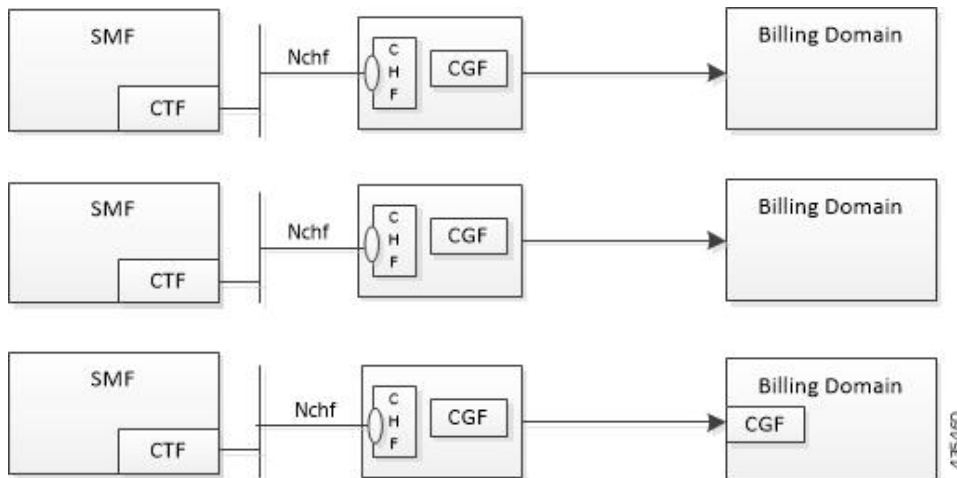 SMF
CTF
Nchf
C
H
F
CGF
Billing Domain
SMF
CTF
Nchf
C
H
F
CGF
Billing Domain
SMF
CTF
Nchf
C
H
F
CGF
Billing Domain
CGF
435460